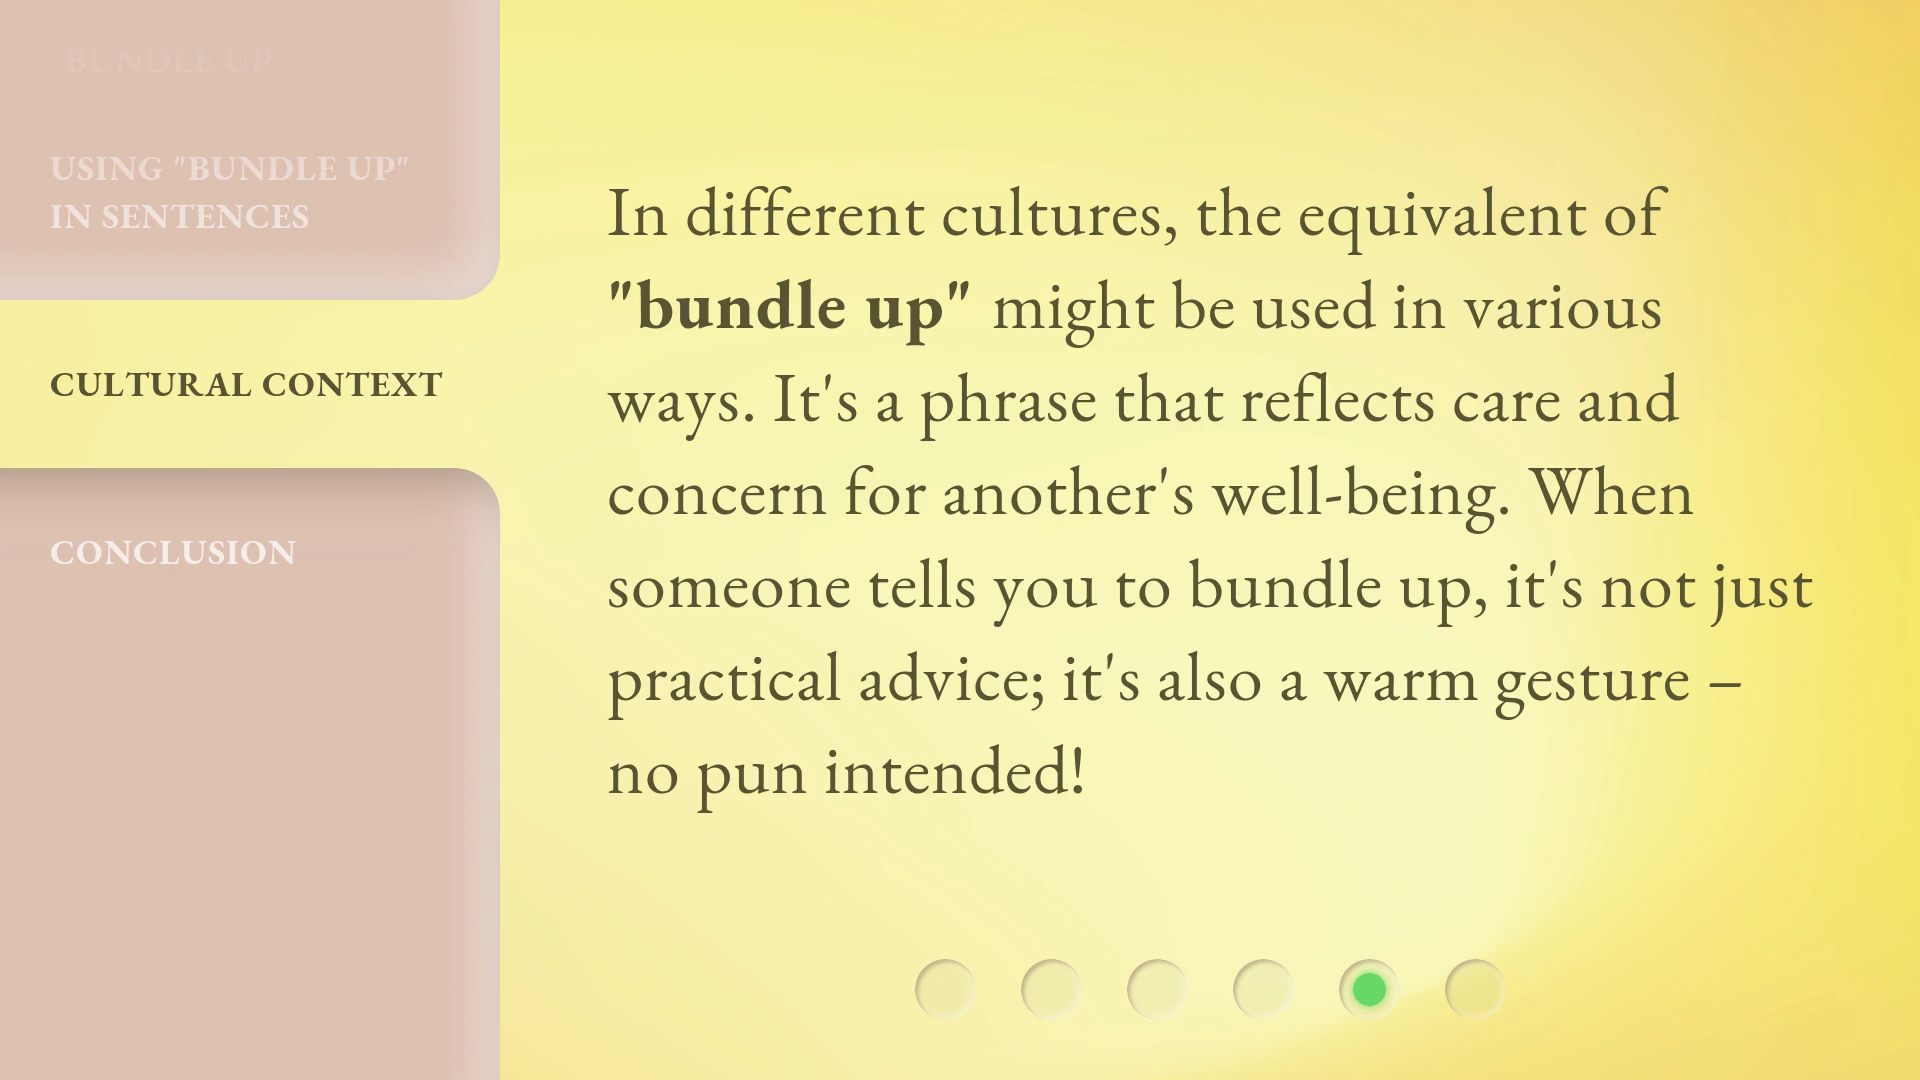 "BUNDLE UP"
USING "BUNDLE UP"
IN SENTENCES
CULTURAL CONTEXT
CONCLUSION
In different cultures, the equivalent of
"bundle up" might be used in various
ways. It's a phrase that reflects care and
concern for another's well-being. When
someone tells you to bundle up, it's not just
practical advice; it's also a warm gesture –
no pun intended!